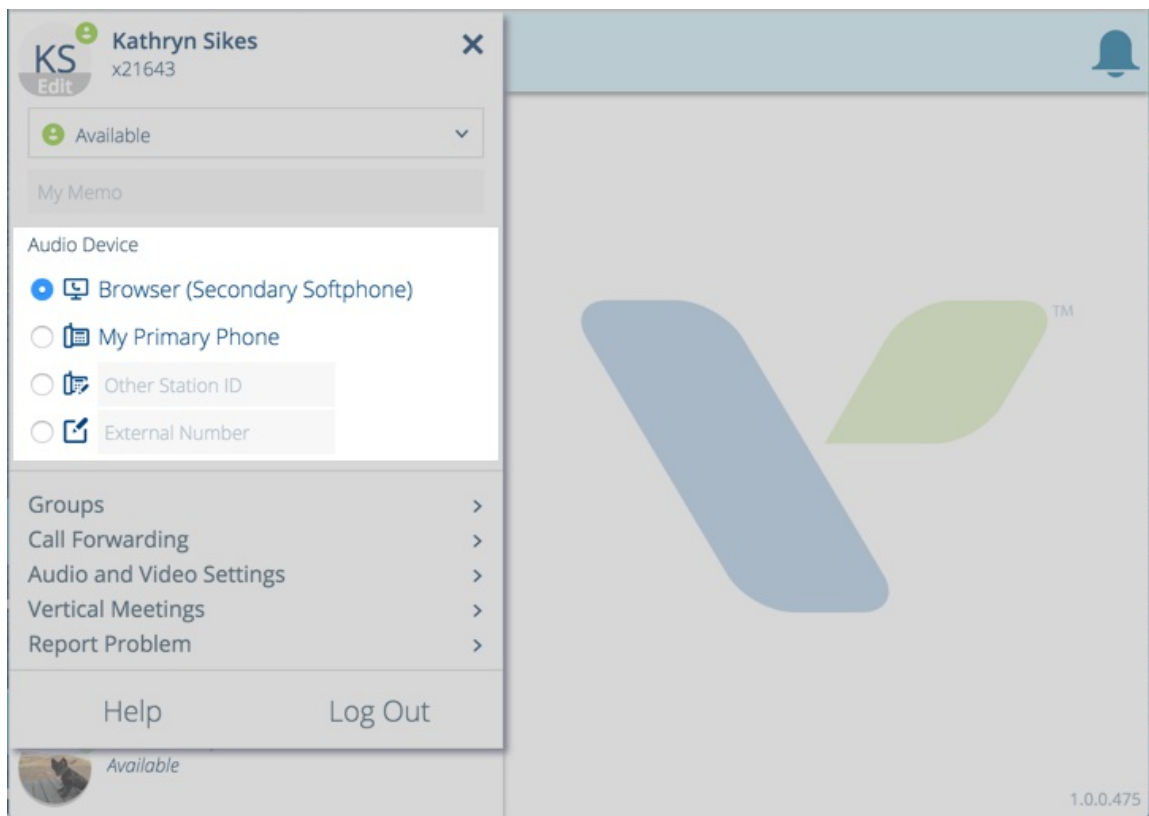 KS
Edit
Kathryn Sikes
x21643
Available
My Memo
Audio Device
Browser (Secondary Softphone)
My Primary Phone
Other Station ID
External Number
Groups
Call Forwarding
Audio and Video Settings
Vertical Meetings
Report Problem
Help Log Out
Available
TM
1.0.0.475